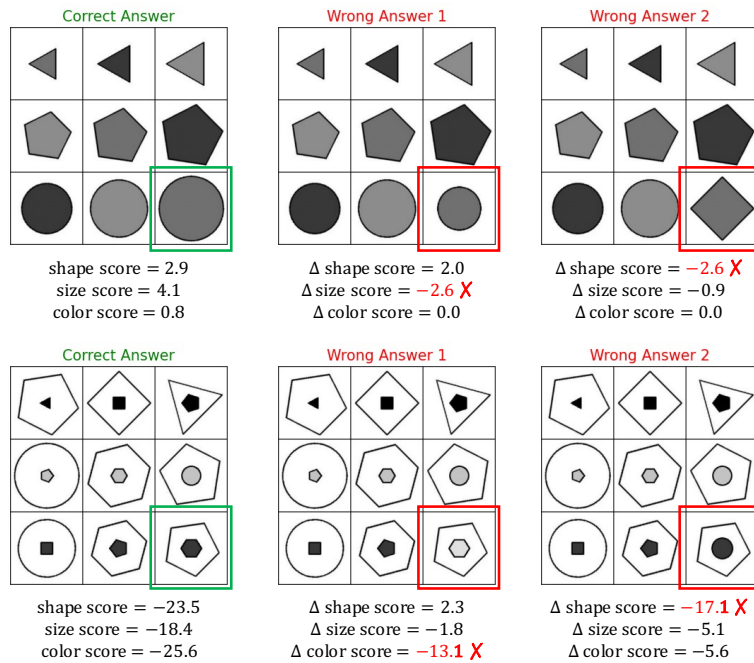 Correct Answer
Wrong Answer 1
Wrong Answer 2
shape score = 2.9
size score = 4.1
color score = 0.8
Δ shape score = 2.0
Δ size score = −2.6 ✗
Δ color score = 0.0
Δ shape score = −2.6 ✗
Δ size score = −0.9
Δ color score = 0.0
Correct Answer
Wrong Answer 1
Wrong Answer 2
shape score = −23.5
size score = −18.4
color score = −25.6
Δ shape score = 2.3
Δ size score = −1.8
Δ color score = −13.1 ✗
Δ shape score = −17.1 ✗
Δ size score = −5.1
Δ color score = −5.6